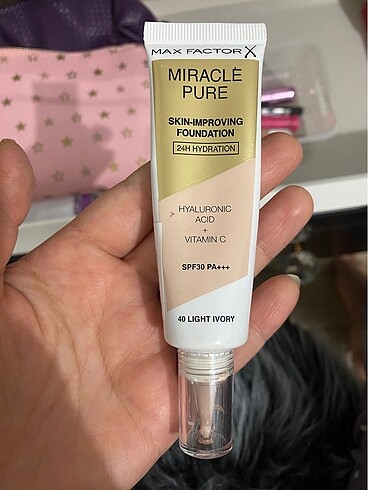 MAX FACTOR X
MIRACLE
PURE
SKIN-IMPROVING
FOUNDATION
24H HYDRATION
HYALURONIC
ACID
+
VITAMIN C
SPF30 PA+++
40 LIGHT IVORY